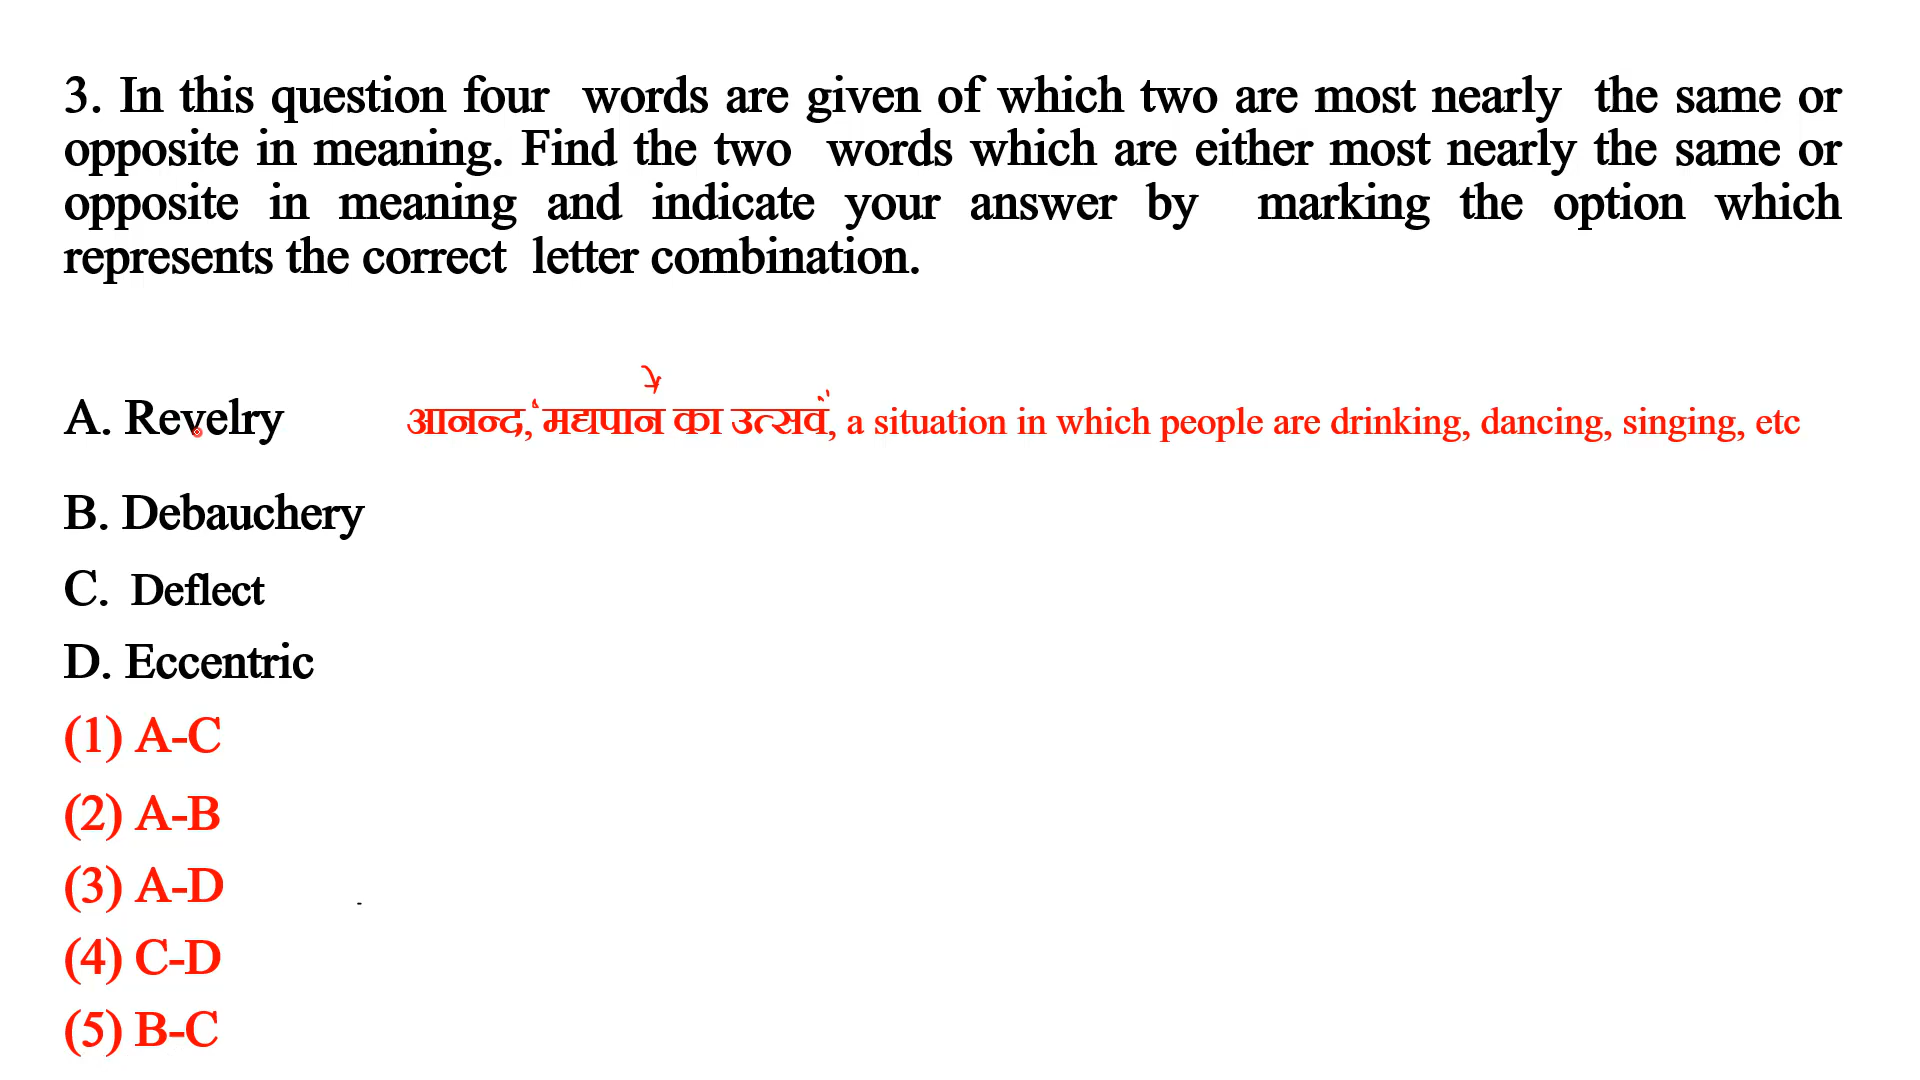 3. In this question four words are given of which two are most nearly the same or
opposite in meaning. Find the two words which are either most nearly the same or
opposite in meaning and indicate your answer by marking the option which
represents the correct letter combination.
A. Revelry आनन्द, 'मद्यपान का उत्सव', a situation in which people are drinking, dancing, singing, etc
B. Debauchery
C. Deflect
D. Eccentric
(1) A-C
(2) A-B
(3) A-D
(4) C-D
(5) B-C